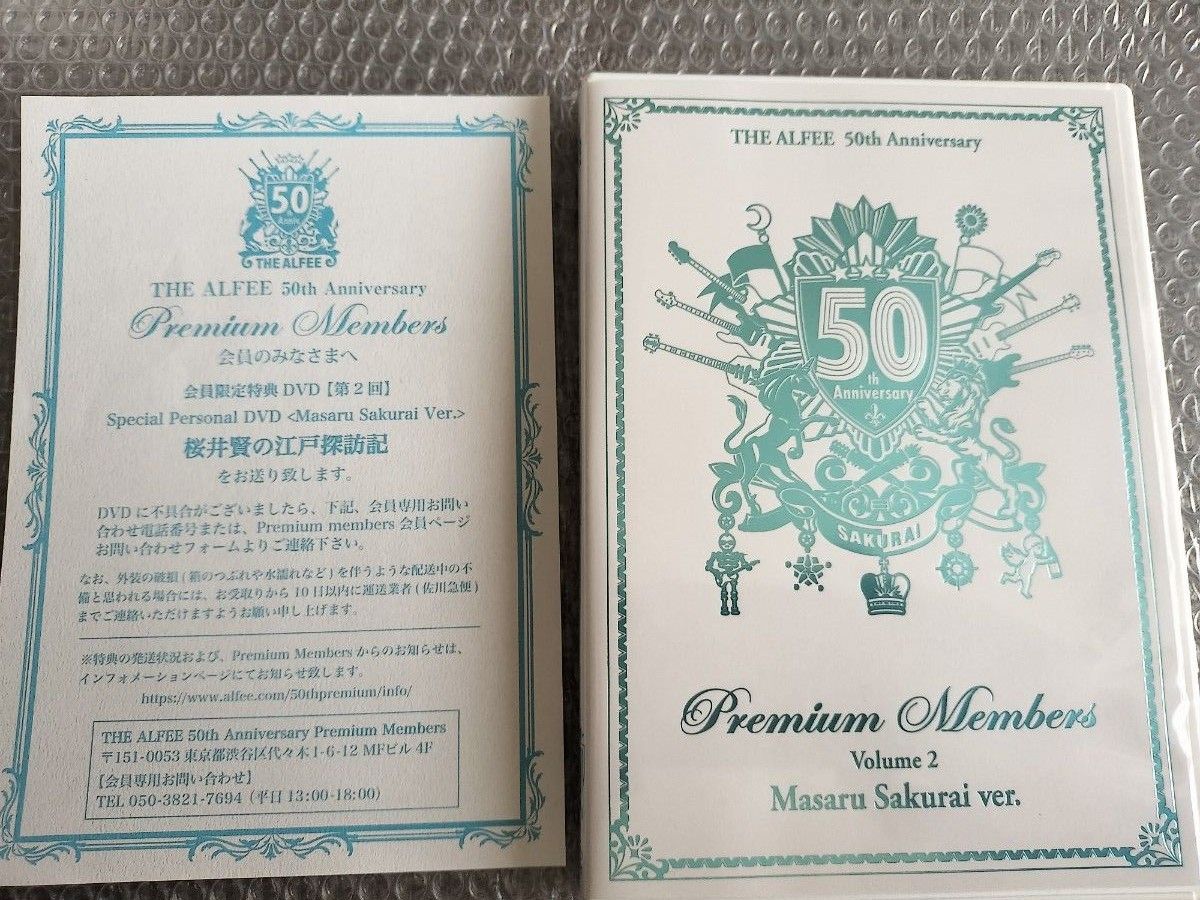 50
th
Anniv.
THE ALFEE
THE ALFEE 50th Anniversary
Premium Members
会員のみなさまへ
会員限定特典 DVD【第2回】
Special Personal DVD <Masaru Sakurai Ver.>
桜井賢の江戸探訪記
をお送り致します。
DVDに不具合がございましたら、下記、会員専用お問い
合わせ電話番号または、Premium members 会員ページ
お問い合わせフォームよりご連絡下さい。
なお、外装の破損(箱のつぶれや水濡れなど)を伴うような配送中の不
備と思われる場合には、お受取りから10日以内に運送業者(佐川急便)
までご連絡いただけますようお願い申し上げます。
※特典の発送状況および、Premium Members からのお知らせは、
インフォメーションページにてお知らせ致します。
https://www.alfee.com/50thpremium/info/
THE ALFEE 50th Anniversary Premium Members
〒151-0053 東京都渋谷区代々木1-6-12 MFビル 4F
【会員専用お問い合わせ】
TEL 050-3821-7694 (平日 13:00-18:00)
THE ALFEE 50th Anniversary
50
th
Anniversary
SAKURAI
Premium Members
Volume 2
Masaru Sakurai ver.